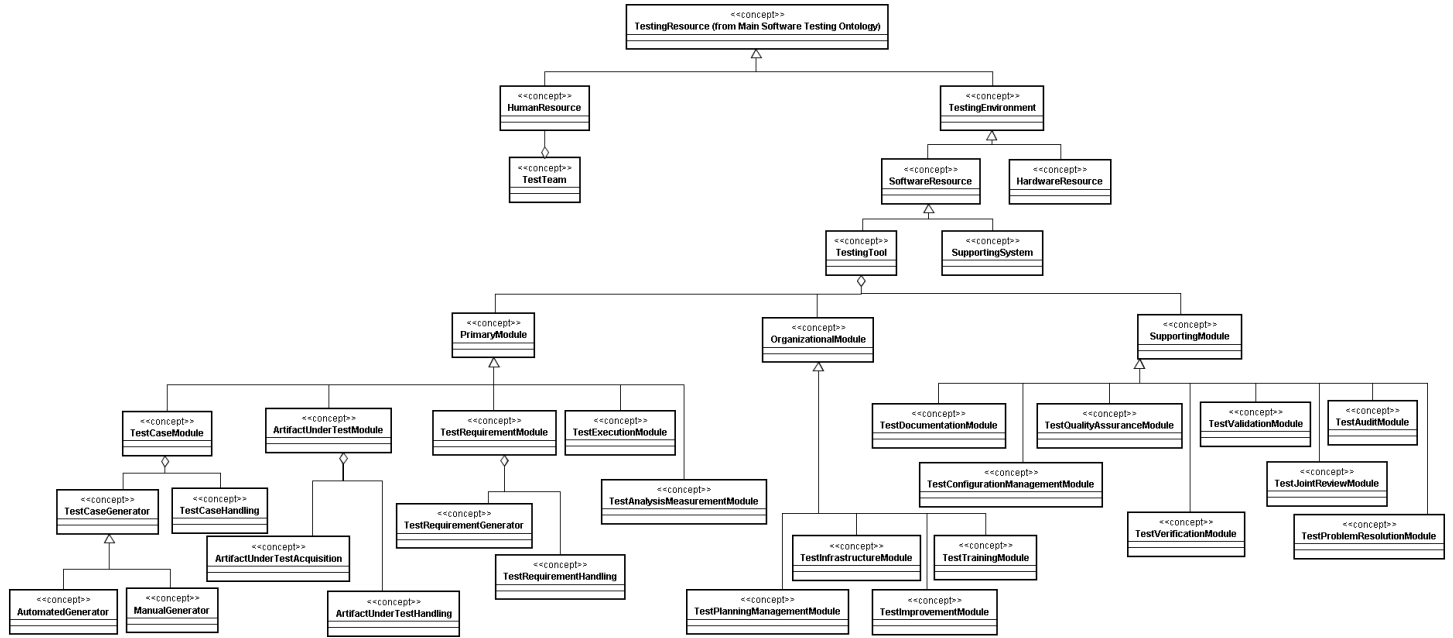 <<concept>>
TestingResource (from Main Software Testing Ontology)
<<concept>>
HumanResource
<<concept>>
TestingEnvironment
<<concept>>
TestTeam
<<concept>>
SoftwareResource
<<concept>>
HardwareResource
<<concept>>
TestingTool
<<concept>>
SupportingSystem
<<concept>>
PrimaryModule
<<concept>>
OrganizationalModule
<<concept>>
SupportingModule
<<concept>>
TestCaseModule
<<concept>>
ArtifactUnderTestModule
<<concept>>
TestRequirementModule
<<concept>>
TestExecutionModule
<<concept>>
TestDocumentationModule
<<concept>>
TestQualityAssuranceModule
<<concept>>
TestValidationModule
<<concept>>
TestAuditModule
<<concept>>
TestCaseGenerator
<<concept>>
TestCaseHandling
<<concept>>
TestRequirementGenerator
<<concept>>
TestAnalysisMeasurementModule
<<concept>>
TestConfigurationManagementModule
<<concept>>
TestJointReviewModule
<<concept>>
ArtifactUnderTestAcquisition
<<concept>>
TestRequirementHandling
<<concept>>
TestInfrastructureModule
<<concept>>
TestTrainingModule
<<concept>>
TestVerificationModule
<<concept>>
TestProblemResolutionModule
<<concept>>
AutomatedGenerator
<<concept>>
ManualGenerator
<<concept>>
ArtifactUnderTestHandling
<<concept>>
TestPlanningManagementModule
<<concept>>
TestImprovementModule